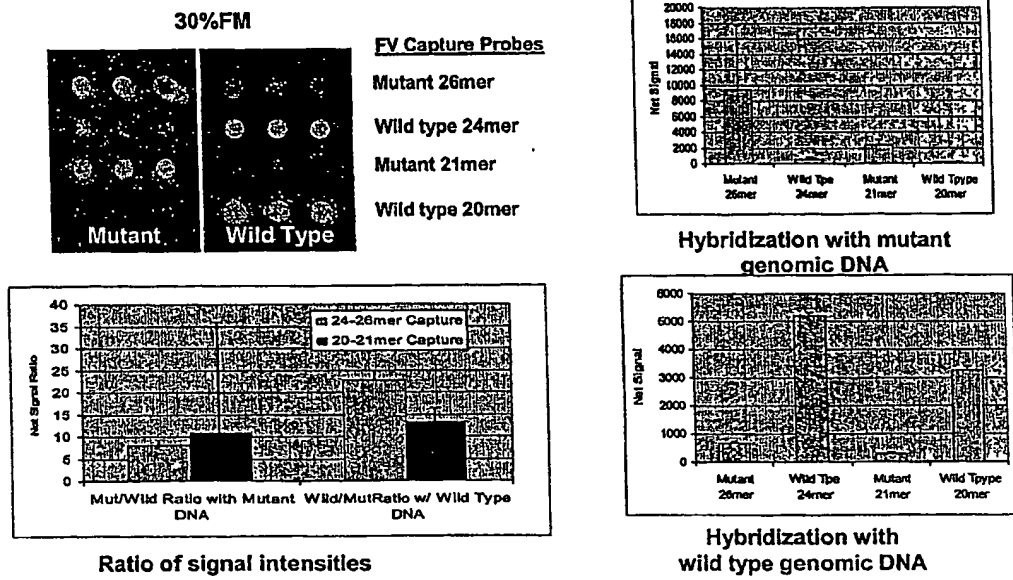 30%FM
FV Capture Probes
Mutant 26mer
Wild type 24mer
Mutant 21mer
Wild type 20mer
Mutant
Wild Type
20000
18000
16000
14000
12000
10000
8000
6000
4000
2000
0
Net Signal
Mutant 26mer
Wild Tpe 24mer
Mutant 21mer
Wild Tpype 20mer
Hybridization with mutant
genomic DNA
40
35
30
25
20
15
10
5
0
Net Signal Ratio
24-26mer Capture
20-21mer Capture
Mut/Wild Ratio with Mutant DNA
Wild/MutRatio w/ Wild Type DNA
Ratio of signal intensities
6000
5000
4000
3000
2000
1000
0
Net Signal
Mutant 26mer
Wild Tpe 24mer
Mutant 21mer
Wild Tpype 20mer
Hybridization with
wild type genomic DNA